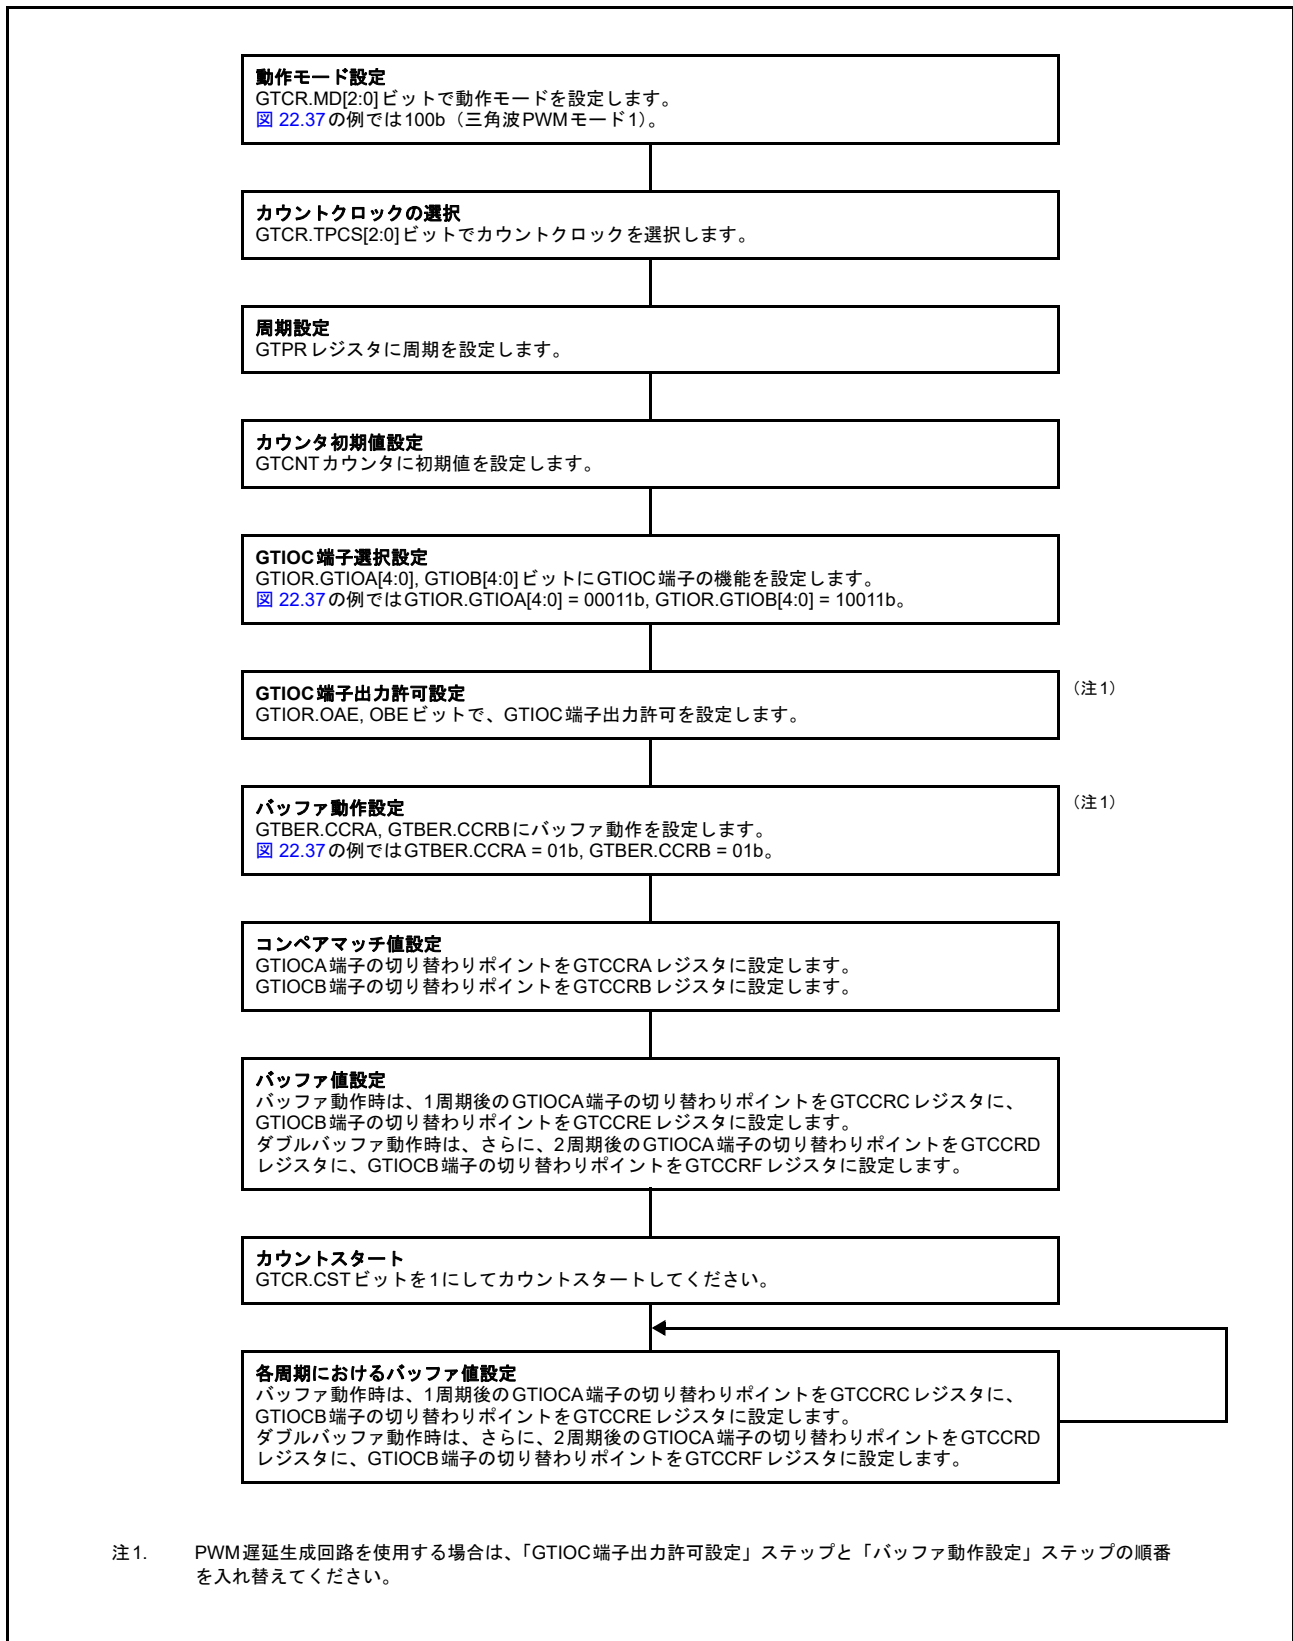 動作モード設定
GTCR.MD[2:0]ビットで動作モードを設定します。
図 22.37の例では100b（三角波PWMモード1）。
カウントクロックの選択
GTCR.TPCS[2:0]ビットでカウントクロックを選択します。
周期設定
GTPRレジスタに周期を設定します。
カウンタ初期値設定
GTCNTカウンタに初期値を設定します。
GTIOC端子選択設定
GTIOR.GTIOA[4:0], GTIOB[4:0]ビットにGTIOC端子の機能を設定します。
図 22.37の例ではGTIOR.GTIOA[4:0] = 00011b, GTIOR.GTIOB[4:0] = 10011b。
GTIOC端子出力許可設定
GTIOR.OAE, OBEビットで、GTIOC端子出力許可を設定します。
（注1）
バッファ動作設定
GTBER.CCRA, GTBER.CCRBにバッファ動作を設定します。
図 22.37の例ではGTBER.CCRA = 01b, GTBER.CCRB = 01b。
（注1）
コンペアマッチ値設定
GTIOCA端子の切り替わりポイントをGTCCRAレジスタに設定します。
GTIOCB端子の切り替わりポイントをGTCCRBレジスタに設定します。
バッファ値設定
バッファ動作時は、1周期後のGTIOCA端子の切り替わりポイントをGTCCRCレジスタに、
GTIOCB端子の切り替わりポイントをGTCCREレジスタに設定します。
ダブルバッファ動作時は、さらに、2周期後のGTIOCA端子の切り替わりポイントをGTCCRD
レジスタに、GTIOCB端子の切り替わりポイントをGTCCRFレジスタに設定します。
カウントスタート
GTCR.CSTビットを1にしてカウントスタートしてください。
各周期におけるバッファ値設定
バッファ動作時は、1周期後のGTIOCA端子の切り替わりポイントをGTCCRCレジスタに、
GTIOCB端子の切り替わりポイントをGTCCREレジスタに設定します。
ダブルバッファ動作時は、さらに、2周期後のGTIOCA端子の切り替わりポイントをGTCCRD
レジスタに、GTIOCB端子の切り替わりポイントをGTCCRFレジスタに設定します。
注1. PWM遅延生成回路を使用する場合は、「GTIOC端子出力許可設定」ステップと「バッファ動作設定」ステップの順番
を入れ替えてください。